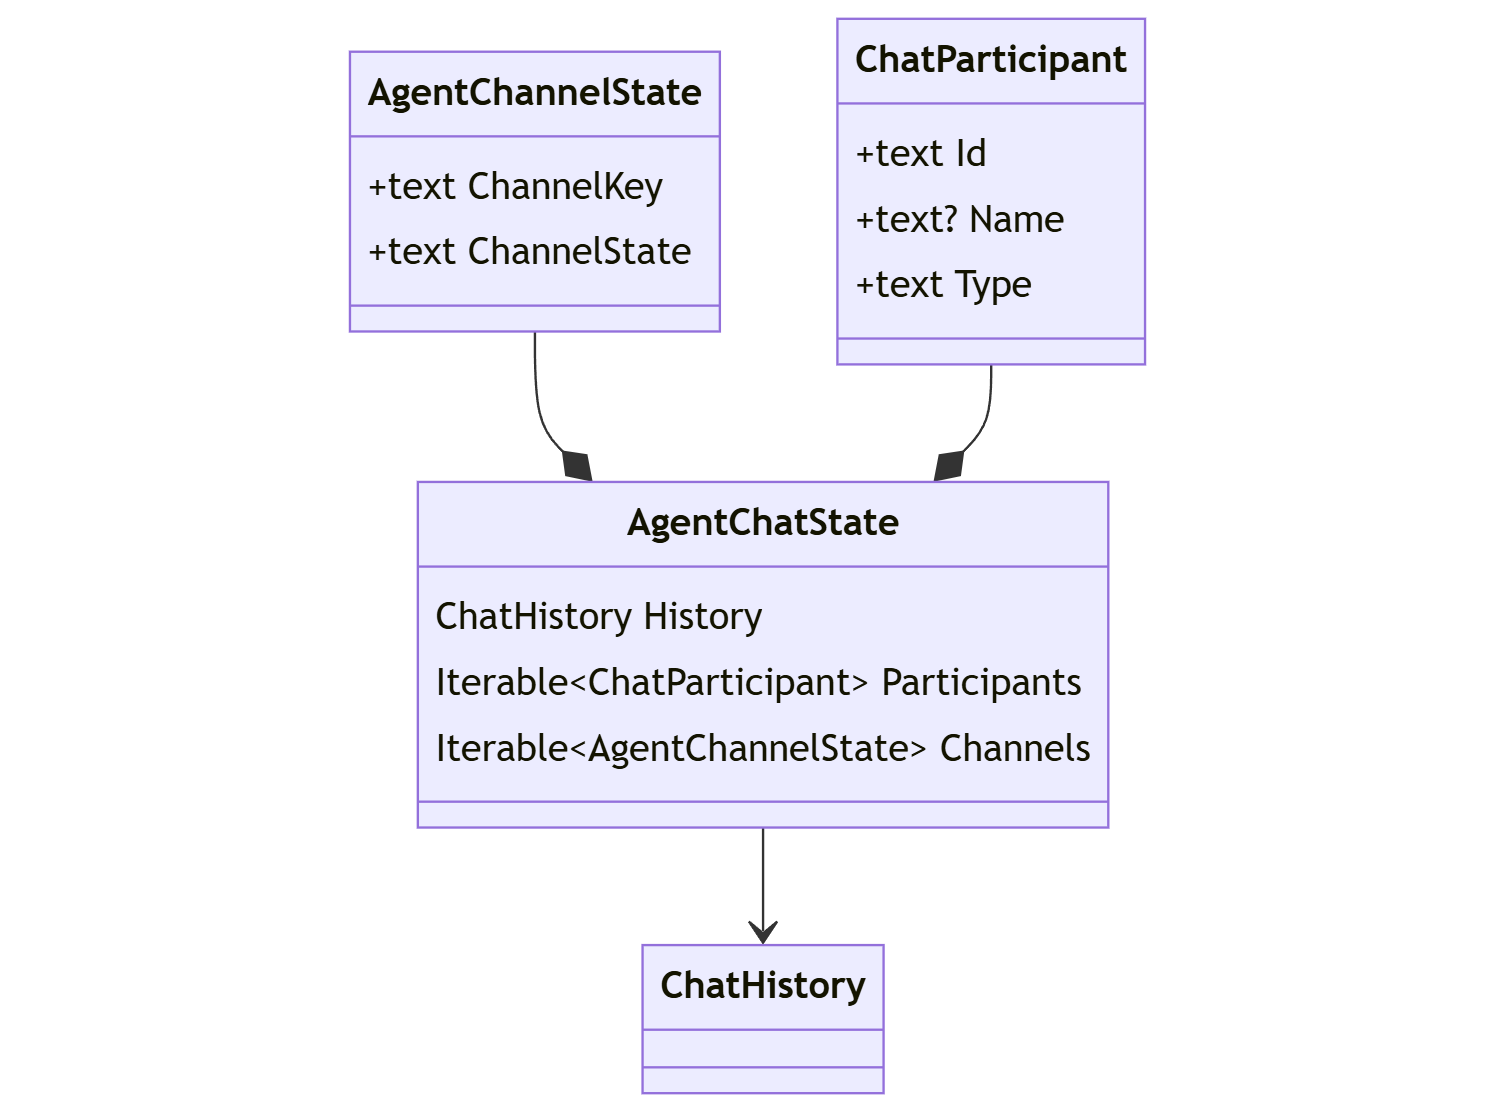 AgentChannelState
+text ChannelKey
+text ChannelState
ChatParticipant
+text Id
+text? Name
+text Type
AgentChatState
ChatHistory History
Iterable<ChatParticipant> Participants
Iterable<AgentChannelState> Channels
ChatHistory